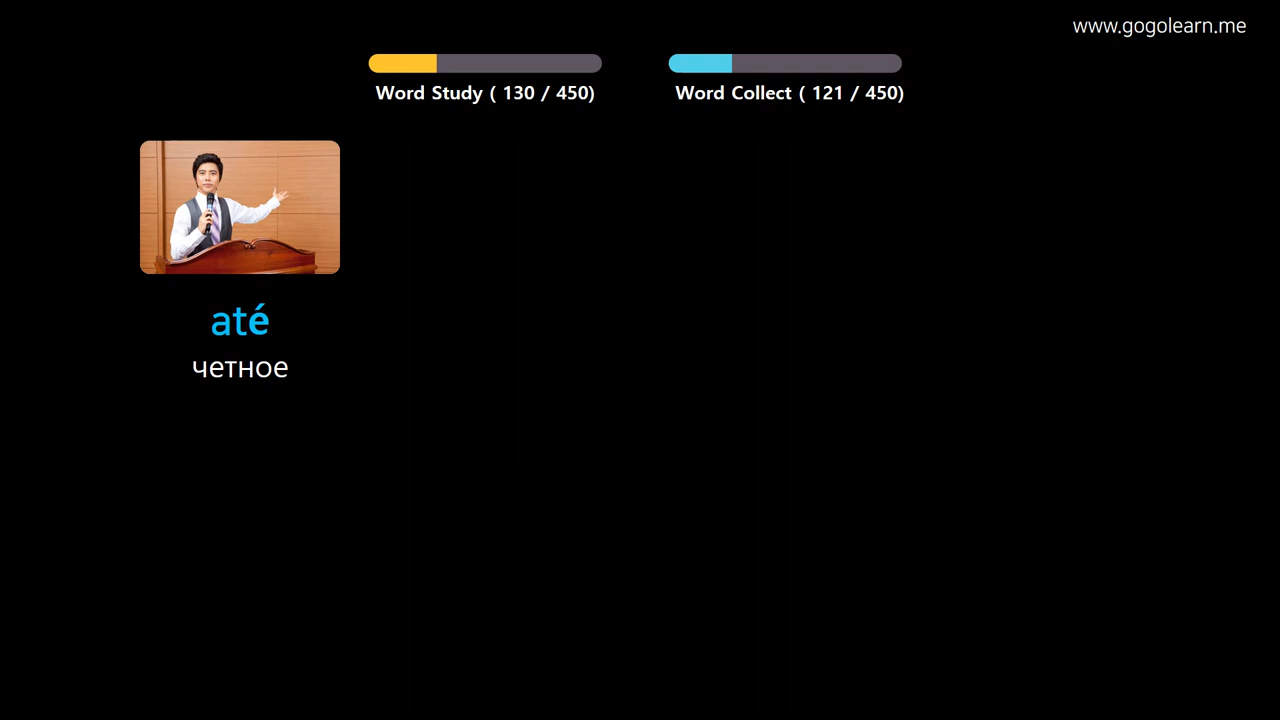 www.gogolearn.me
Word Study ( 130 / 450)
Word Collect ( 121 / 450)
até
четное